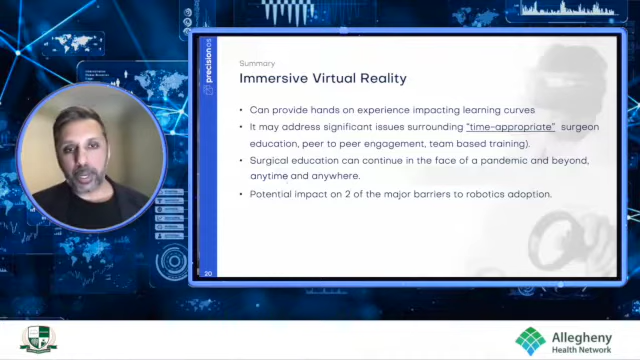 precisionos
Summary
Immersive Virtual Reality
• Can provide hands on experience impacting learning curves
• It may address significant issues surrounding "time-appropriate" surgeon
education, peer to peer engagement, team based training).
• Surgical education can continue in the face of a pandemic and beyond,
anytime and anywhere.
• Potential impact on 2 of the major barriers to robotics adoption.
20
Allegheny
Health Network